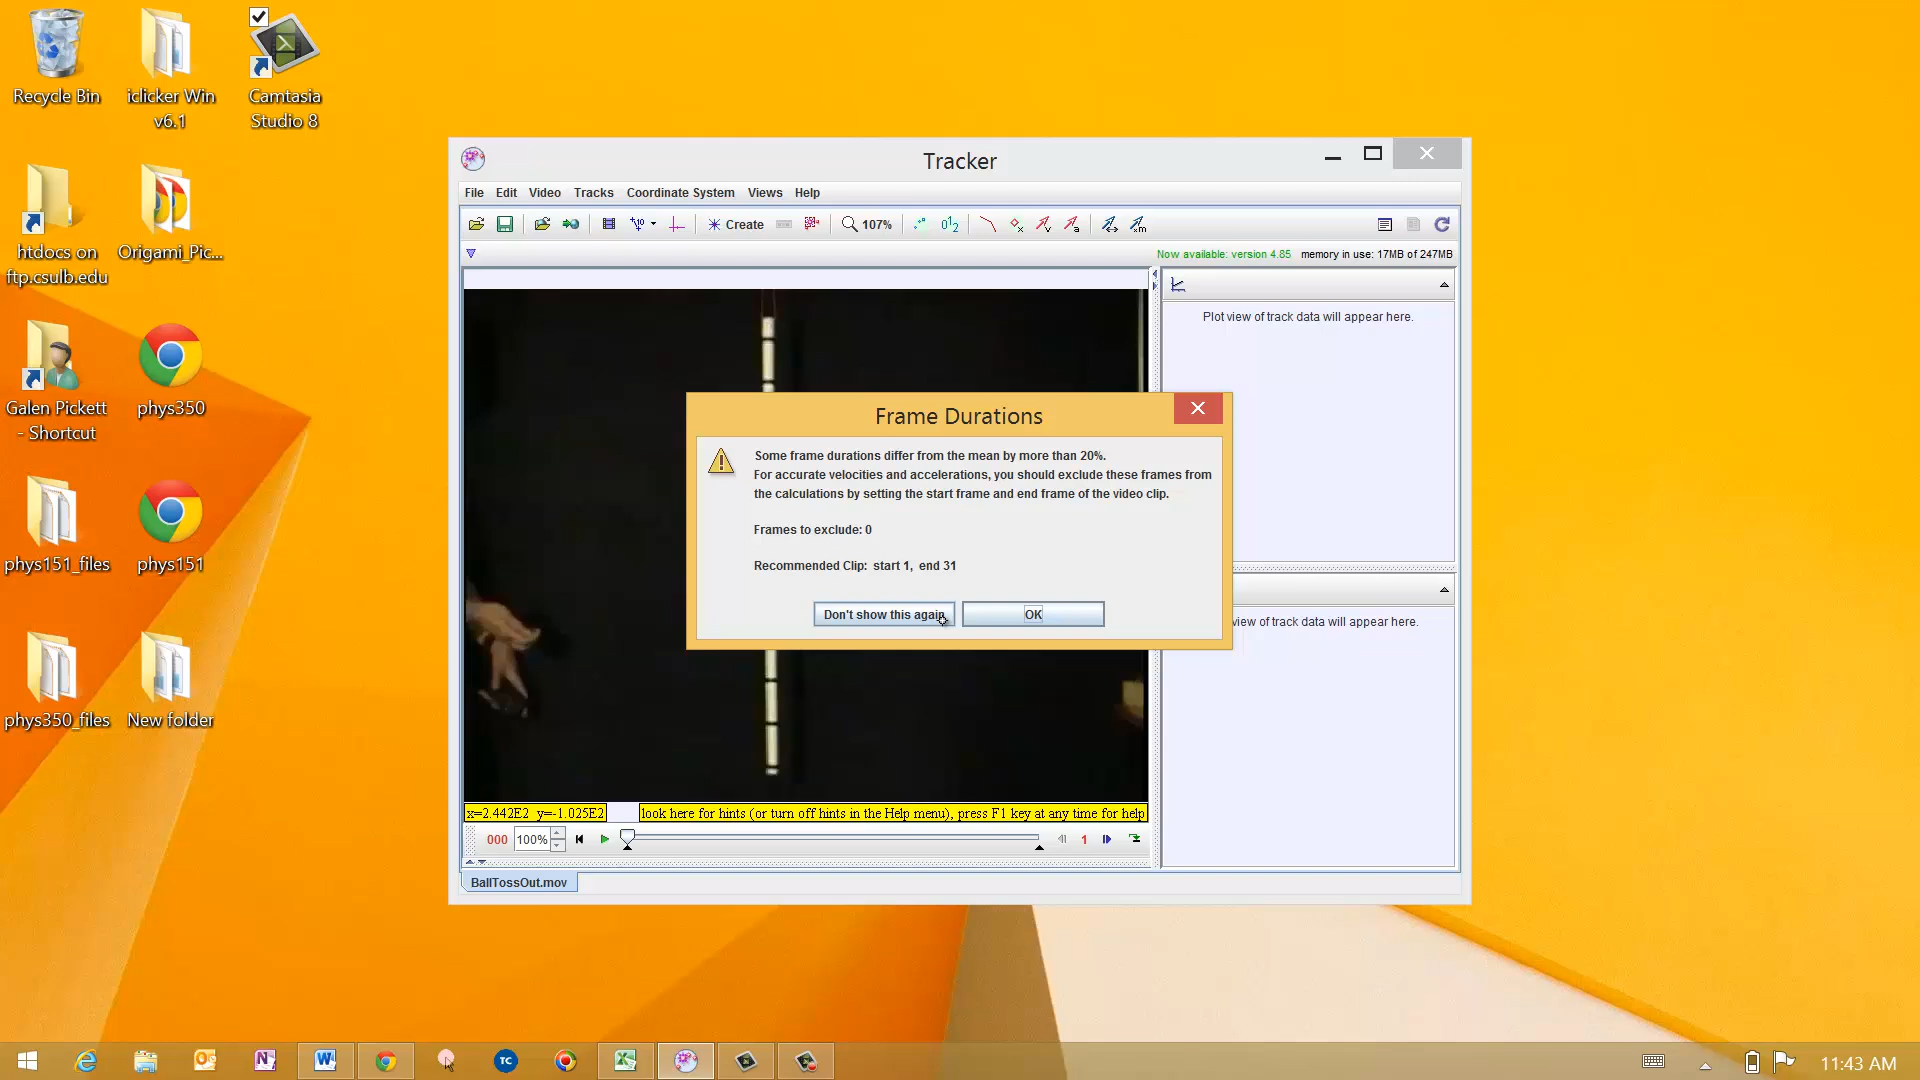 Recycle Bin
iclicker Win
v6.1
Camtasia
Studio 8
htdocs on
ftp.csulb.edu
Origami_Pic...
Galen Pickett
- Shortcut
phys350
phys151_files
phys151
phys350_files
New folder
Tracker
File Edit Video Tracks Coordinate System Views Help
Create 107%
Now available: version 4.85 memory in use: 17MB of 247MB
Plot view of track data will appear here.
Frame Durations
Some frame durations differ from the mean by more than 20%.
For accurate velocities and accelerations, you should exclude these frames from
the calculations by setting the start frame and end frame of the video clip.
Frames to exclude: 0
Recommended Clip: start 1, end 31
Don't show this again OK
view of track data will appear here.
x=2.442E2 y=-1.025E2 look here for hints (or turn off hints in the Help menu), press F1 key at any time for help
000 100% 1
BallTossOut.mov
TC
11:43 AM